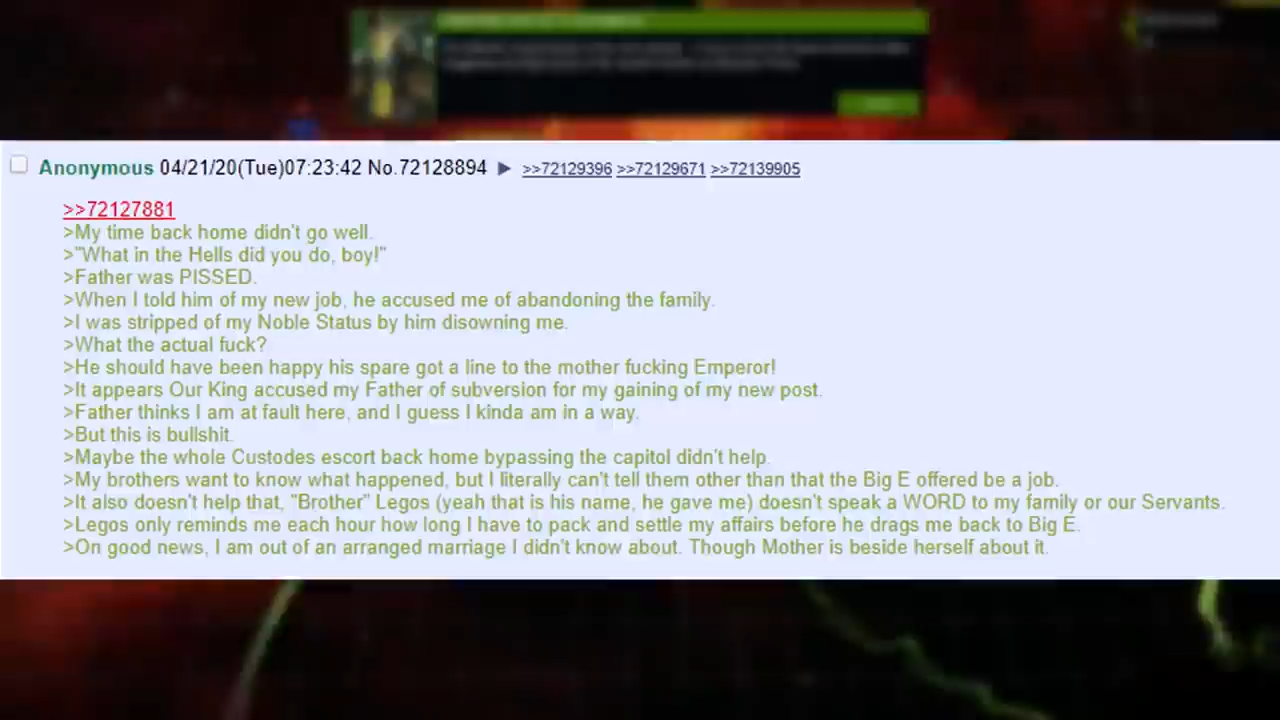 Anonymous 04/21/20(Tue)07:23:42 No.72128894 ▶ >>72129396 >>72129671 >>72139905
>>72127881
>My time back home didn't go well.
>"What in the Hells did you do, boy!"
>Father was PISSED.
>When I told him of my new job, he accused me of abandoning the family.
>I was stripped of my Noble Status by him disowning me.
>What the actual fuck?
>He should have been happy his spare got a line to the mother fucking Emperor!
>It appears Our King accused my Father of subversion for my gaining of my new post.
>Father thinks I am at fault here, and I guess I kinda am in a way.
>But this is bullshit.
>Maybe the whole Custodes escort back home bypassing the capitol didn't help.
>My brothers want to know what happened, but I literally can't tell them other than that the Big E offered be a job.
>It also doesn't help that, "Brother" Legos (yeah that is his name, he gave me) doesn't speak a WORD to my family or our Servants.
>Legos only reminds me each hour how long I have to pack and settle my affairs before he drags me back to Big E.
>On good news, I am out of an arranged marriage I didn't know about. Though Mother is beside herself about it.